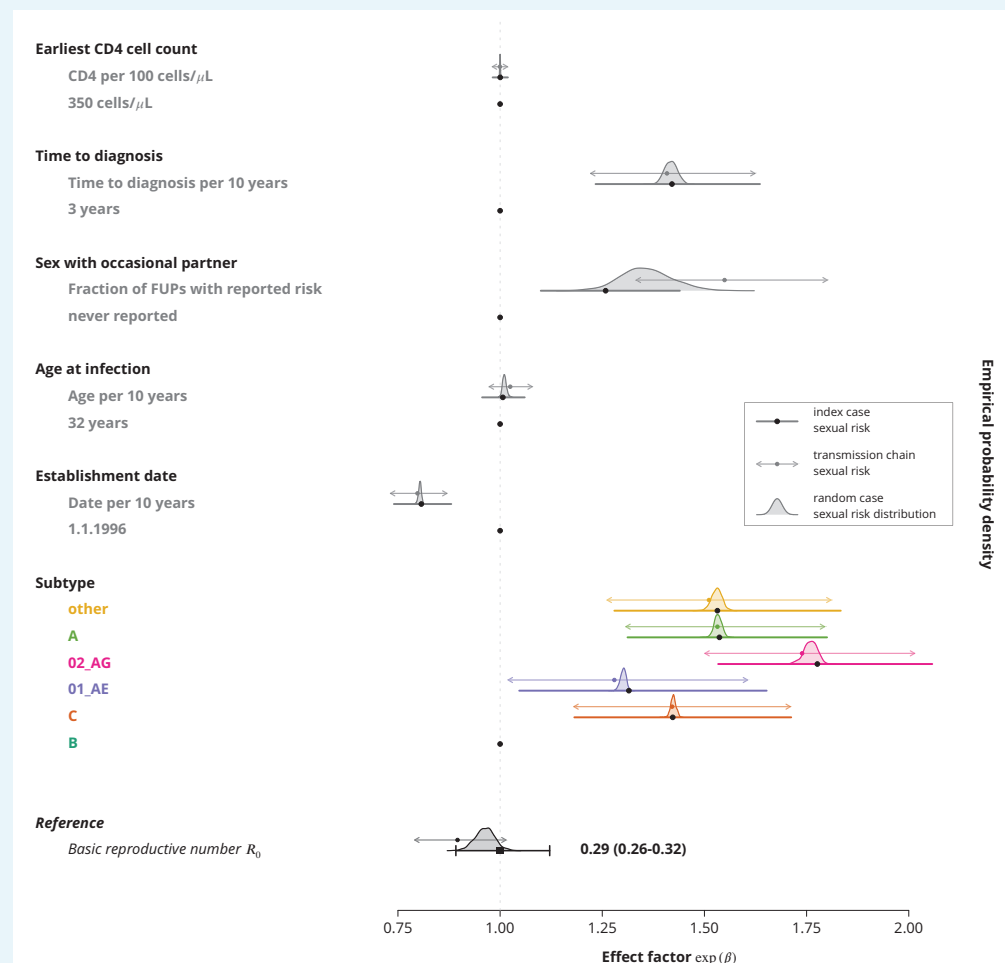 Earliest CD4 cell count
CD4 per 100 cells/μL
350 cells/μL
Time to diagnosis
Time to diagnosis per 10 years
3 years
Sex with occasional partner
Fraction of FUPs with reported risk
never reported
Age at infection
Age per 10 years
32 years
Establishment date
Date per 10 years
1.1.1996
Subtype
other
A
02_AG
01_AE
C
B
Reference
Basic reproductive number R₀
0.29 (0.26-0.32)
index case
sexual risk
transmission chain
sexual risk
random case
sexual risk distribution
Empirical probability density
0.75 1.00 1.25 1.50 1.75 2.00
Effect factor exp (β)